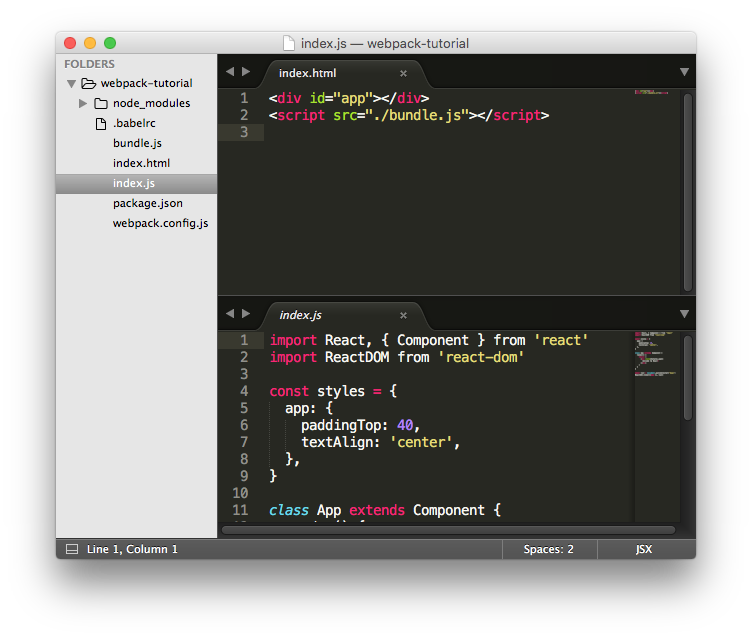 index.js — webpack-tutorial
FOLDERS
webpack-tutorial
node_modules
.babelrc
bundle.js
index.html
index.js
package.json
webpack.config.js
index.html ×
1 <div id="app"></div>
2 <script src="./bundle.js"></script>
3
index.js ×
1 import React, { Component } from 'react'
2 import ReactDOM from 'react-dom'
3
4 const styles = {
5   app: {
6     paddingTop: 40,
7     textAlign: 'center',
8   },
9 }
10
11 class App extends Component {
Line 1, Column 1
Spaces: 2
JSX